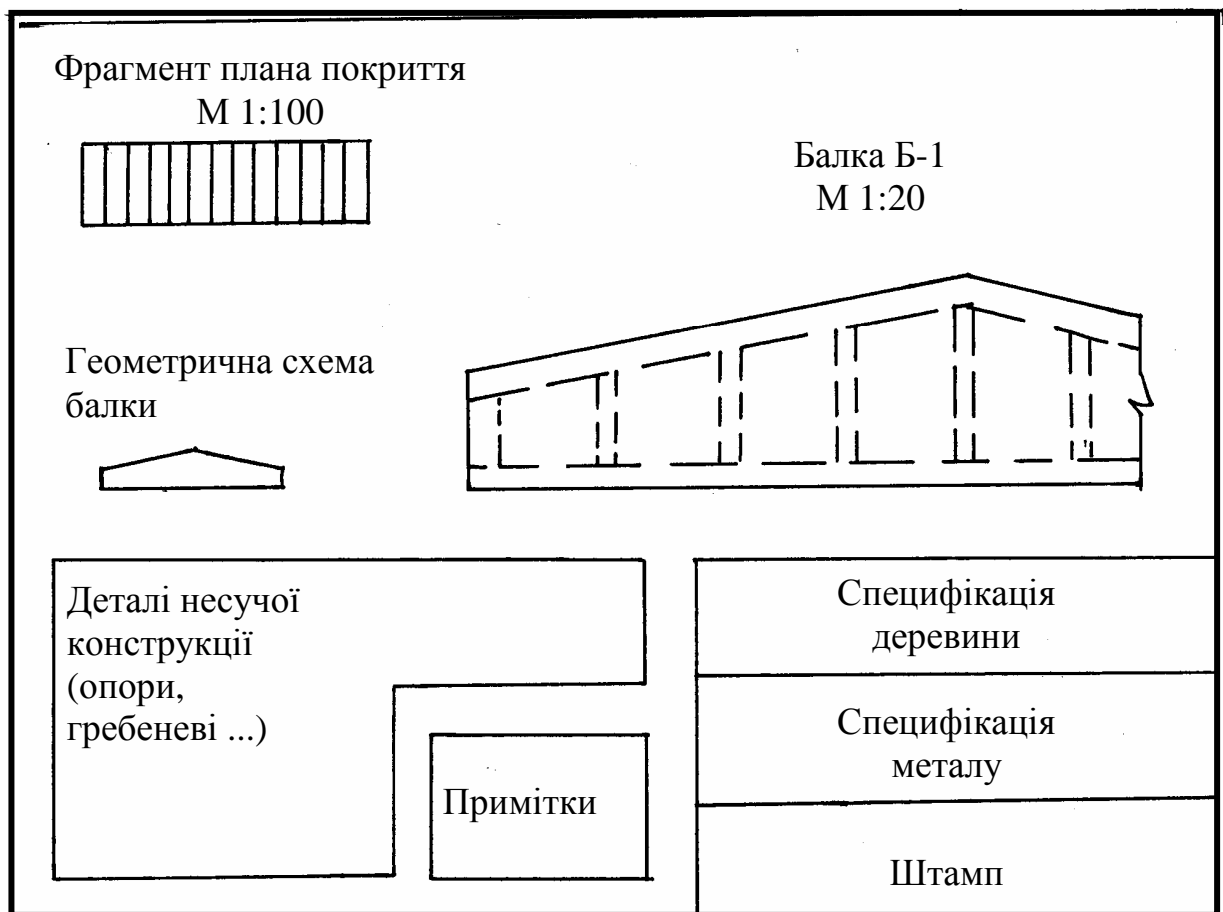 Фрагмент плана покриття
М 1:100
Балка Б-1
М 1:20
Геометрична схема
балки
Деталі несучої
конструкції
(опори,
гребеневі ...)
Примітки
Специфікація
деревини
Специфікація
металу
Штамп